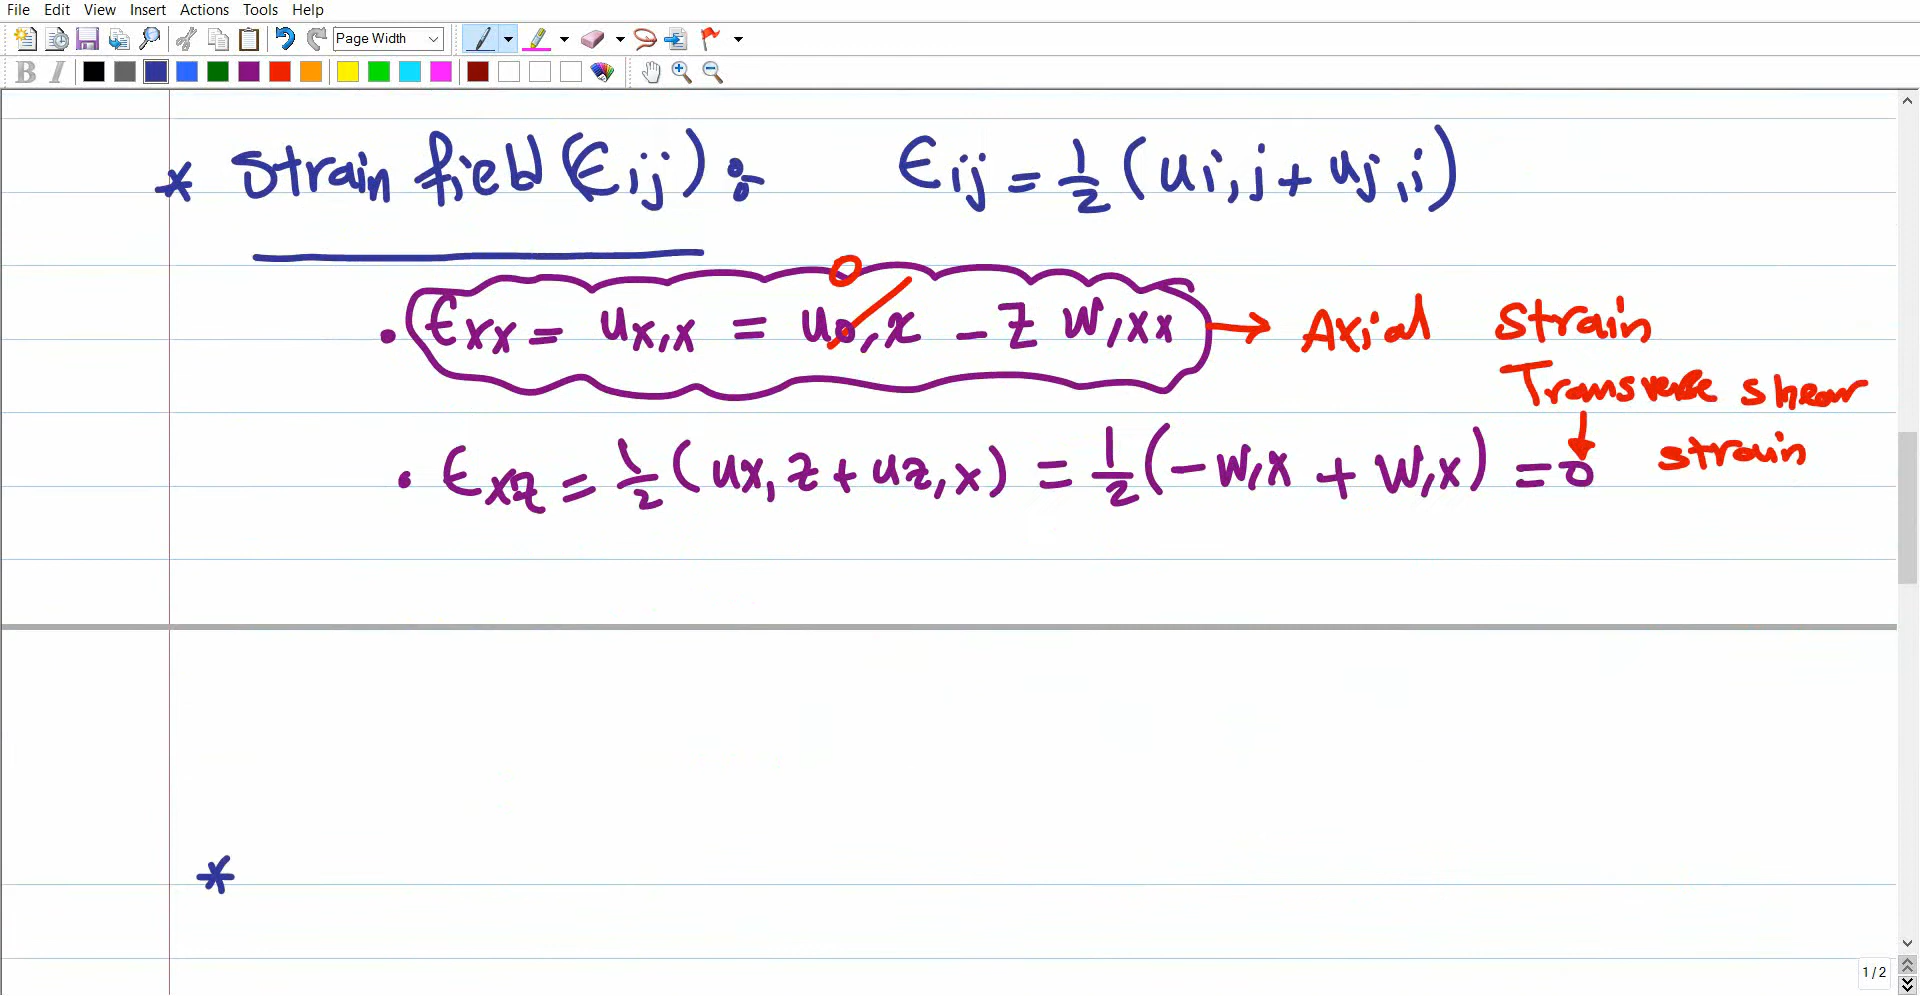 File Edit View Insert Actions Tools Help
Page Width
B I
* Strain field (ϵij) : ϵij = 1/2 (ui,j + uj,i)
0
• ϵxx = ux,x = u0,x - z w,xx → Axial Strain
Transverse shear
strain
• ϵxz = 1/2 (ux,z + uz,x) = 1/2 (-w,x + w,x) = 0
*
1/2